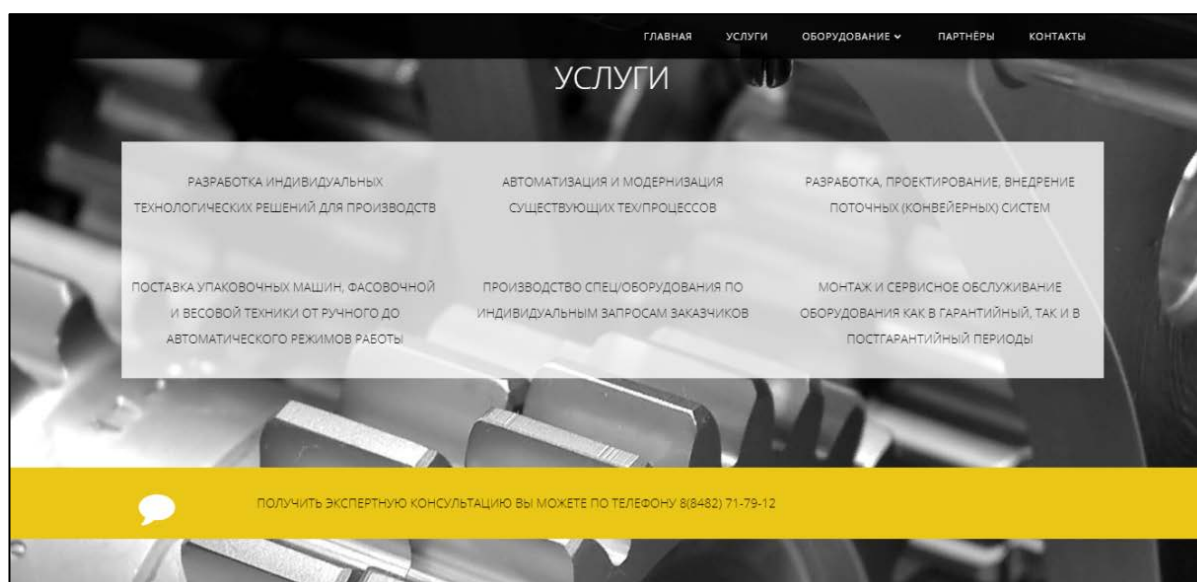 ГЛАВНАЯ УСЛУГИ ОБОРУДОВАНИЕ ПАРТНЁРЫ КОНТАКТЫ
УСЛУГИ
РАЗРАБОТКА ИНДИВИДУАЛЬНЫХ
ТЕХНОЛОГИЧЕСКИХ РЕШЕНИЙ ДЛЯ ПРОИЗВОДСТВ
АВТОМАТИЗАЦИЯ И МОДЕРНИЗАЦИЯ
СУЩЕСТВУЮЩИХ ТЕХ/ПРОЦЕССОВ
РАЗРАБОТКА, ПРОЕКТИРОВАНИЕ, ВНЕДРЕНИЕ
ПОТОЧНЫХ (КОНВЕЙЕРНЫХ) СИСТЕМ
ПОСТАВКА УПАКОВОЧНЫХ МАШИН, ФАСОВОЧНОЙ
И ВЕСОВОЙ ТЕХНИКИ ОТ РУЧНОГО ДО
АВТОМАТИЧЕСКОГО РЕЖИМОВ РАБОТЫ
ПРОИЗВОДСТВО СПЕЦ/ОБОРУДОВАНИЯ ПО
ИНДИВИДУАЛЬНЫМ ЗАПРОСАМ ЗАКАЗЧИКОВ
МОНТАЖ И СЕРВИСНОЕ ОБСЛУЖИВАНИЕ
ОБОРУДОВАНИЯ КАК В ГАРАНТИЙНЫЙ, ТАК И В
ПОСТГАРАНТИЙНЫЙ ПЕРИОДЫ
ПОЛУЧИТЬ ЭКСПЕРТНУЮ КОНСУЛЬТАЦИЮ ВЫ МОЖЕТЕ ПО ТЕЛЕФОНУ 8(8482) 71-79-12